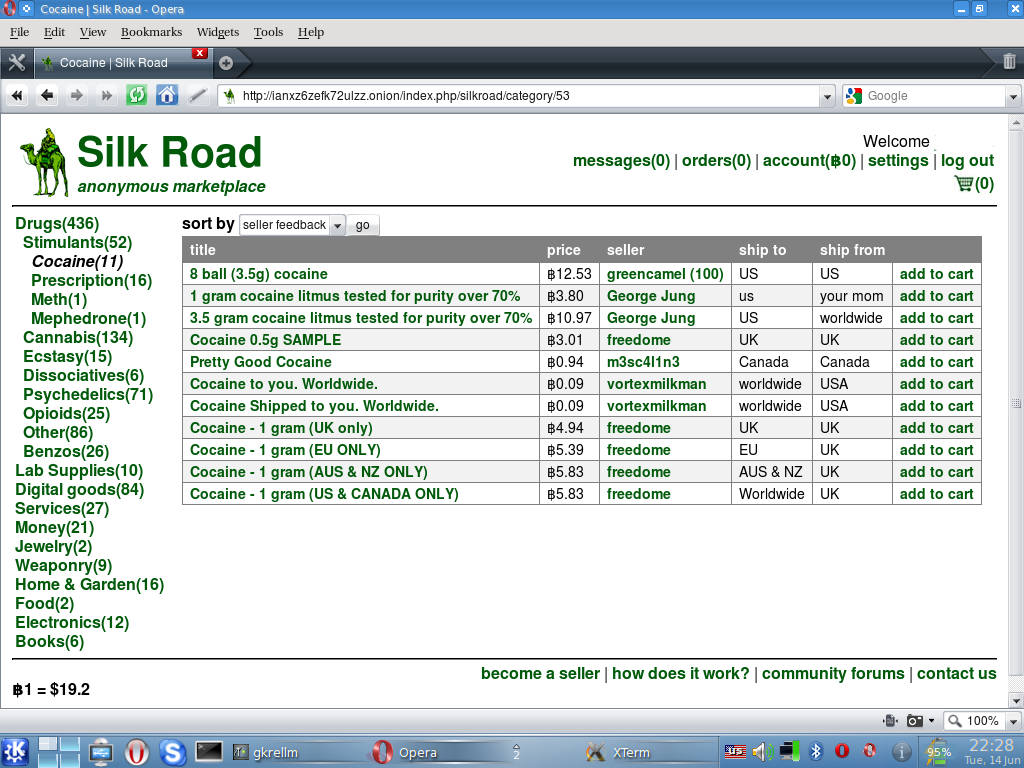 Cocaine | Silk Road - Opera
File Edit View Bookmarks Widgets Tools Help
Cocaine | Silk Road
http://ianxz6zefk72ulzz.onion/index.php/silkroad/category/53
Google
Silk Road
anonymous marketplace
Welcome
messages(0) | orders(0) | account(฿0) | settings | log out
(0)
Drugs(436)
Stimulants(52)
Cocaine(11)
Prescription(16)
Meth(1)
Mephedrone(1)
Cannabis(134)
Ecstasy(15)
Dissociatives(6)
Psychedelics(71)
Opioids(25)
Other(86)
Benzos(26)
Lab Supplies(10)
Digital goods(84)
Services(27)
Money(21)
Jewelry(2)
Weaponry(9)
Home & Garden(16)
Food(2)
Electronics(12)
Books(6)
sort by seller feedback go
title price seller ship to ship from
8 ball (3.5g) cocaine ฿12.53 greencamel (100) US US add to cart
1 gram cocaine litmus tested for purity over 70% ฿3.80 George Jung us your mom add to cart
3.5 gram cocaine litmus tested for purity over 70% ฿10.97 George Jung US worldwide add to cart
Cocaine 0.5g SAMPLE ฿3.01 freedome UK UK add to cart
Pretty Good Cocaine ฿0.94 m3sc4l1n3 Canada Canada add to cart
Cocaine to you. Worldwide. ฿0.09 vortexmilkman worldwide USA add to cart
Cocaine Shipped to you. Worldwide. ฿0.09 vortexmilkman worldwide USA add to cart
Cocaine - 1 gram (UK only) ฿4.94 freedome UK UK add to cart
Cocaine - 1 gram (EU ONLY) ฿5.39 freedome EU UK add to cart
Cocaine - 1 gram (AUS & NZ ONLY) ฿5.83 freedome AUS & NZ UK add to cart
Cocaine - 1 gram (US & CANADA ONLY) ฿5.83 freedome Worldwide UK add to cart
become a seller | how does it work? | community forums | contact us
฿1 = $19.2
100%
gkrellm
Opera
2
XTerm
95%
22:28
Tue, 14 Jun